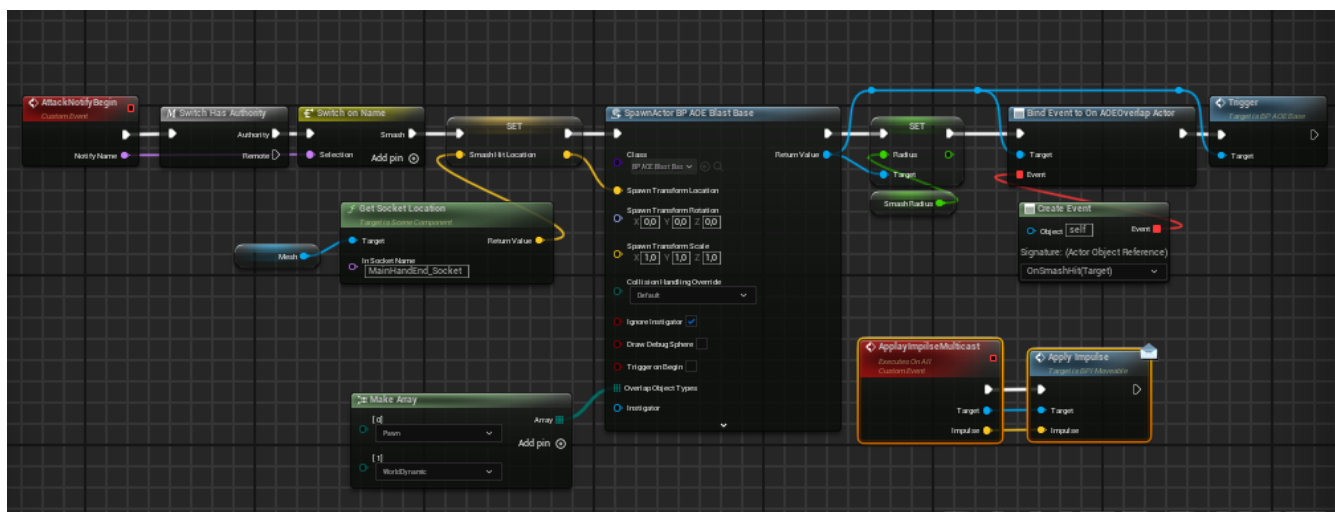 AttackNotifyBegin
Custom Event
Notify Name
Switch Has Authority
Authority
Remote
Switch on Name
Smash
Selection
Add pin
SET
SmashHit Location
Get Socket Location
Target is Scene Component
Target
Return Value
In Socket Name
MainHandEnd_Socket
Mesh
Make Array
[0]
Array
Pawn
Add pin
[1]
WorldDynamic
SpawnActor BP AOE Blast Base
Class
Return Value
BP AOE Blast Bas
Spawn Transform Location
Spawn Transform Rotation
X 0,0 Y 0,0 Z 0,0
Spawn Transform Scale
X 1,0 Y 1,0 Z 1,0
Collision Handling Override
Default
Ignore Instigator
Draw Debug Sphere
Trigger on Begin
Overlap Object Types
Instigator
SET
Radius
Target
Smash Radius
Bind Event to On AOEOverlap Actor
Target
Event
Create Event
Object self
Event
Signature: (Actor Object Reference)
OnSmashHit(Target)
Trigger
Target is BP AOE Base
Target
ApplayImpilseMulticast
Executes On All
Custom Event
Target
Impulse
Apply Impulse
Target is BPI Moveable
Target
Impulse